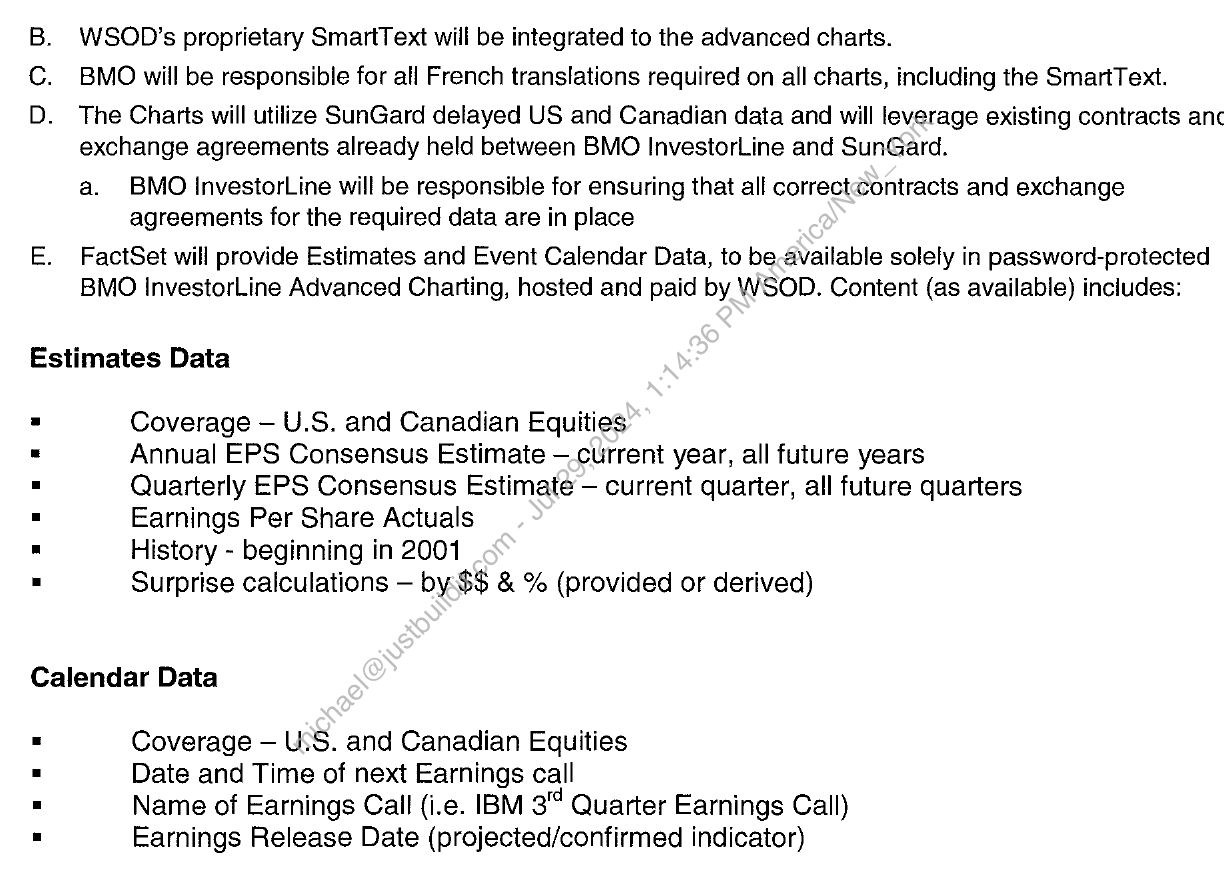 B. WSOD's proprietary SmartText will be integrated to the advanced charts.
C. BMO will be responsible for all French translations required on all charts, including the SmartText.
D. The Charts will utilize SunGard delayed US and Canadian data and will leverage existing contracts and
exchange agreements already held between BMO InvestorLine and SunGard.
a. BMO InvestorLine will be responsible for ensuring that all correct contracts and exchange
agreements for the required data are in place
E. FactSet will provide Estimates and Event Calendar Data, to be available solely in password-protected
BMO InvestorLine Advanced Charting, hosted and paid by WSOD. Content (as available) includes:
Estimates Data
▪ Coverage – U.S. and Canadian Equities
▪ Annual EPS Consensus Estimate – current year, all future years
▪ Quarterly EPS Consensus Estimate – current quarter, all future quarters
▪ Earnings Per Share Actuals
▪ History - beginning in 2001
▪ Surprise calculations – by $$ & % (provided or derived)
Calendar Data
▪ Coverage – U.S. and Canadian Equities
▪ Date and Time of next Earnings call
▪ Name of Earnings Call (i.e. IBM 3rd Quarter Earnings Call)
▪ Earnings Release Date (projected/confirmed indicator)
michael@justbuildit.com - Jul 29, 2024, 1:14:36 PM America/New_